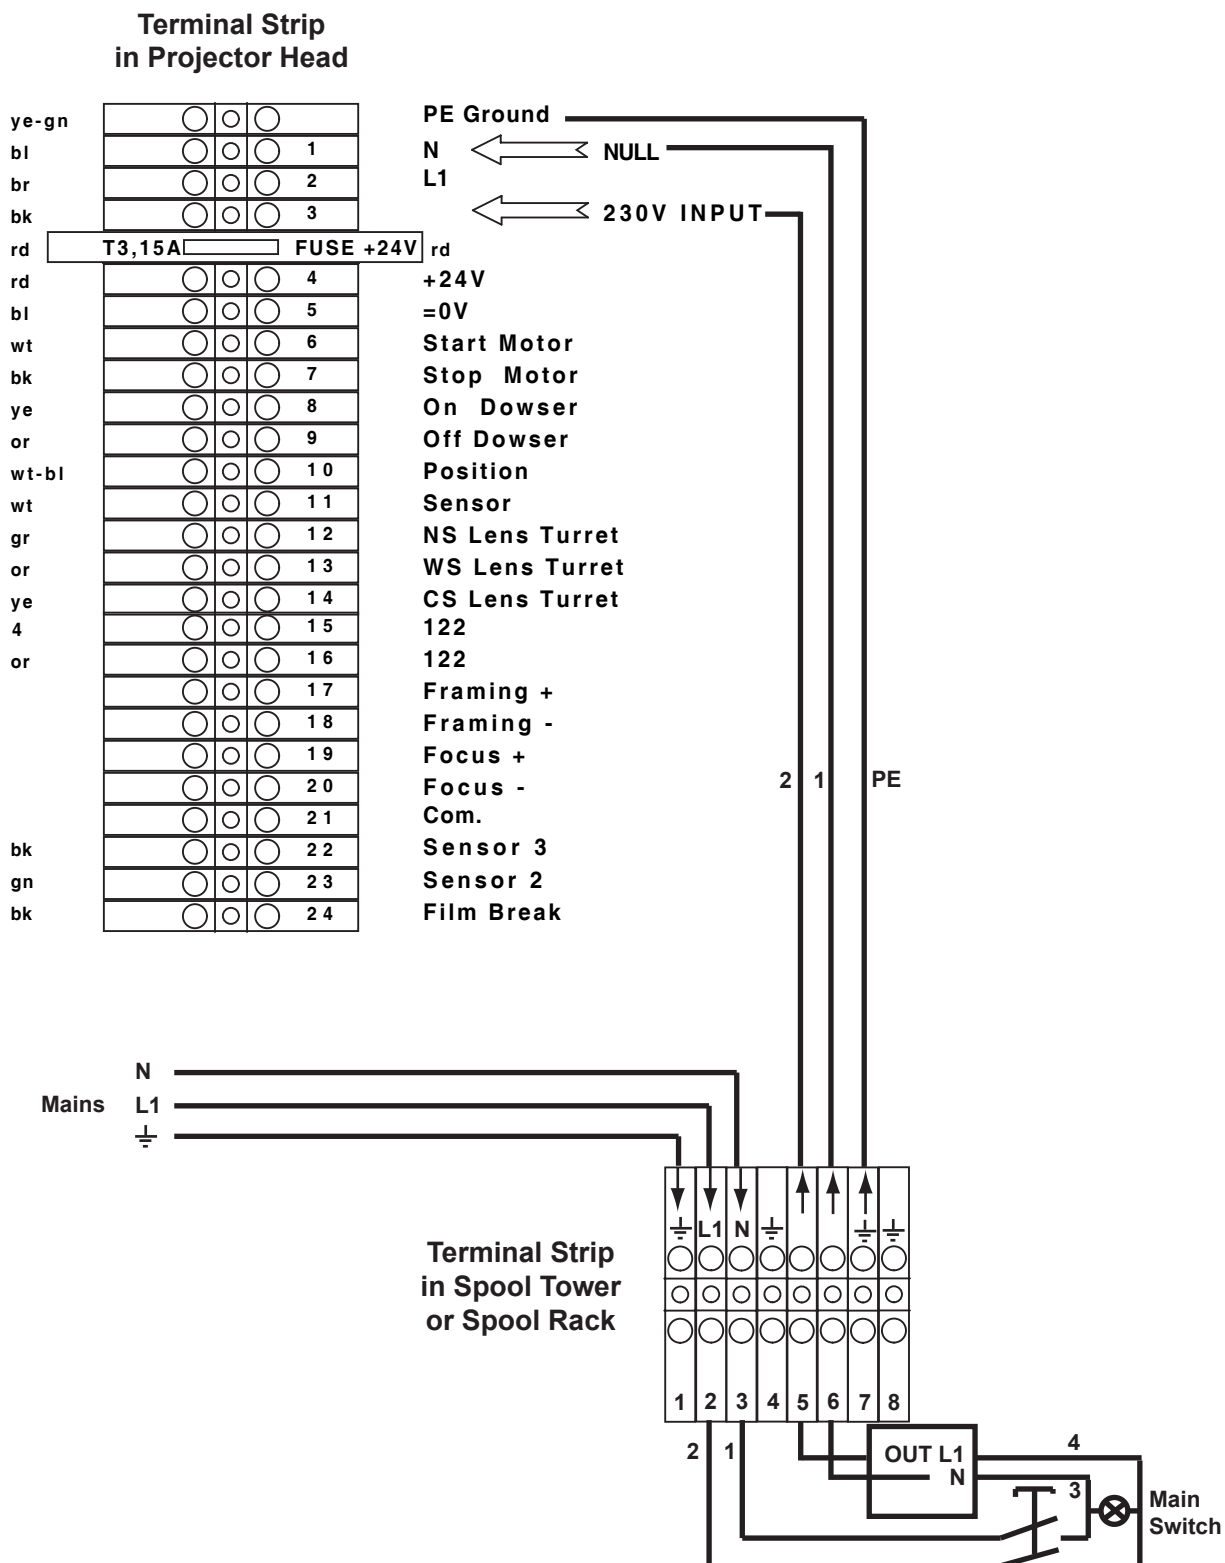 Terminal Strip
in Projector Head
ye-gn PE Ground
bl 1 N NULL
br 2 L1
bk 3 230V INPUT
rd T3,15A FUSE +24V rd
rd 4 +24V
bl 5 =0V
wt 6 Start Motor
bk 7 Stop Motor
ye 8 On Dowser
or 9 Off Dowser
wt-bl 10 Position
wt 11 Sensor
gr 12 NS Lens Turret
or 13 WS Lens Turret
ye 14 CS Lens Turret
4 15 122
or 16 122
17 Framing +
18 Framing -
19 Focus +
20 Focus -
2 1 PE
21 Com.
bk 22 Sensor 3
gn 23 Sensor 2
bk 24 Film Break
N
Mains L1
L1 N
Terminal Strip
in Spool Tower
or Spool Rack
1 2 3 4 5 6 7 8
2 1 OUT L1 4
N 3
Main
Switch